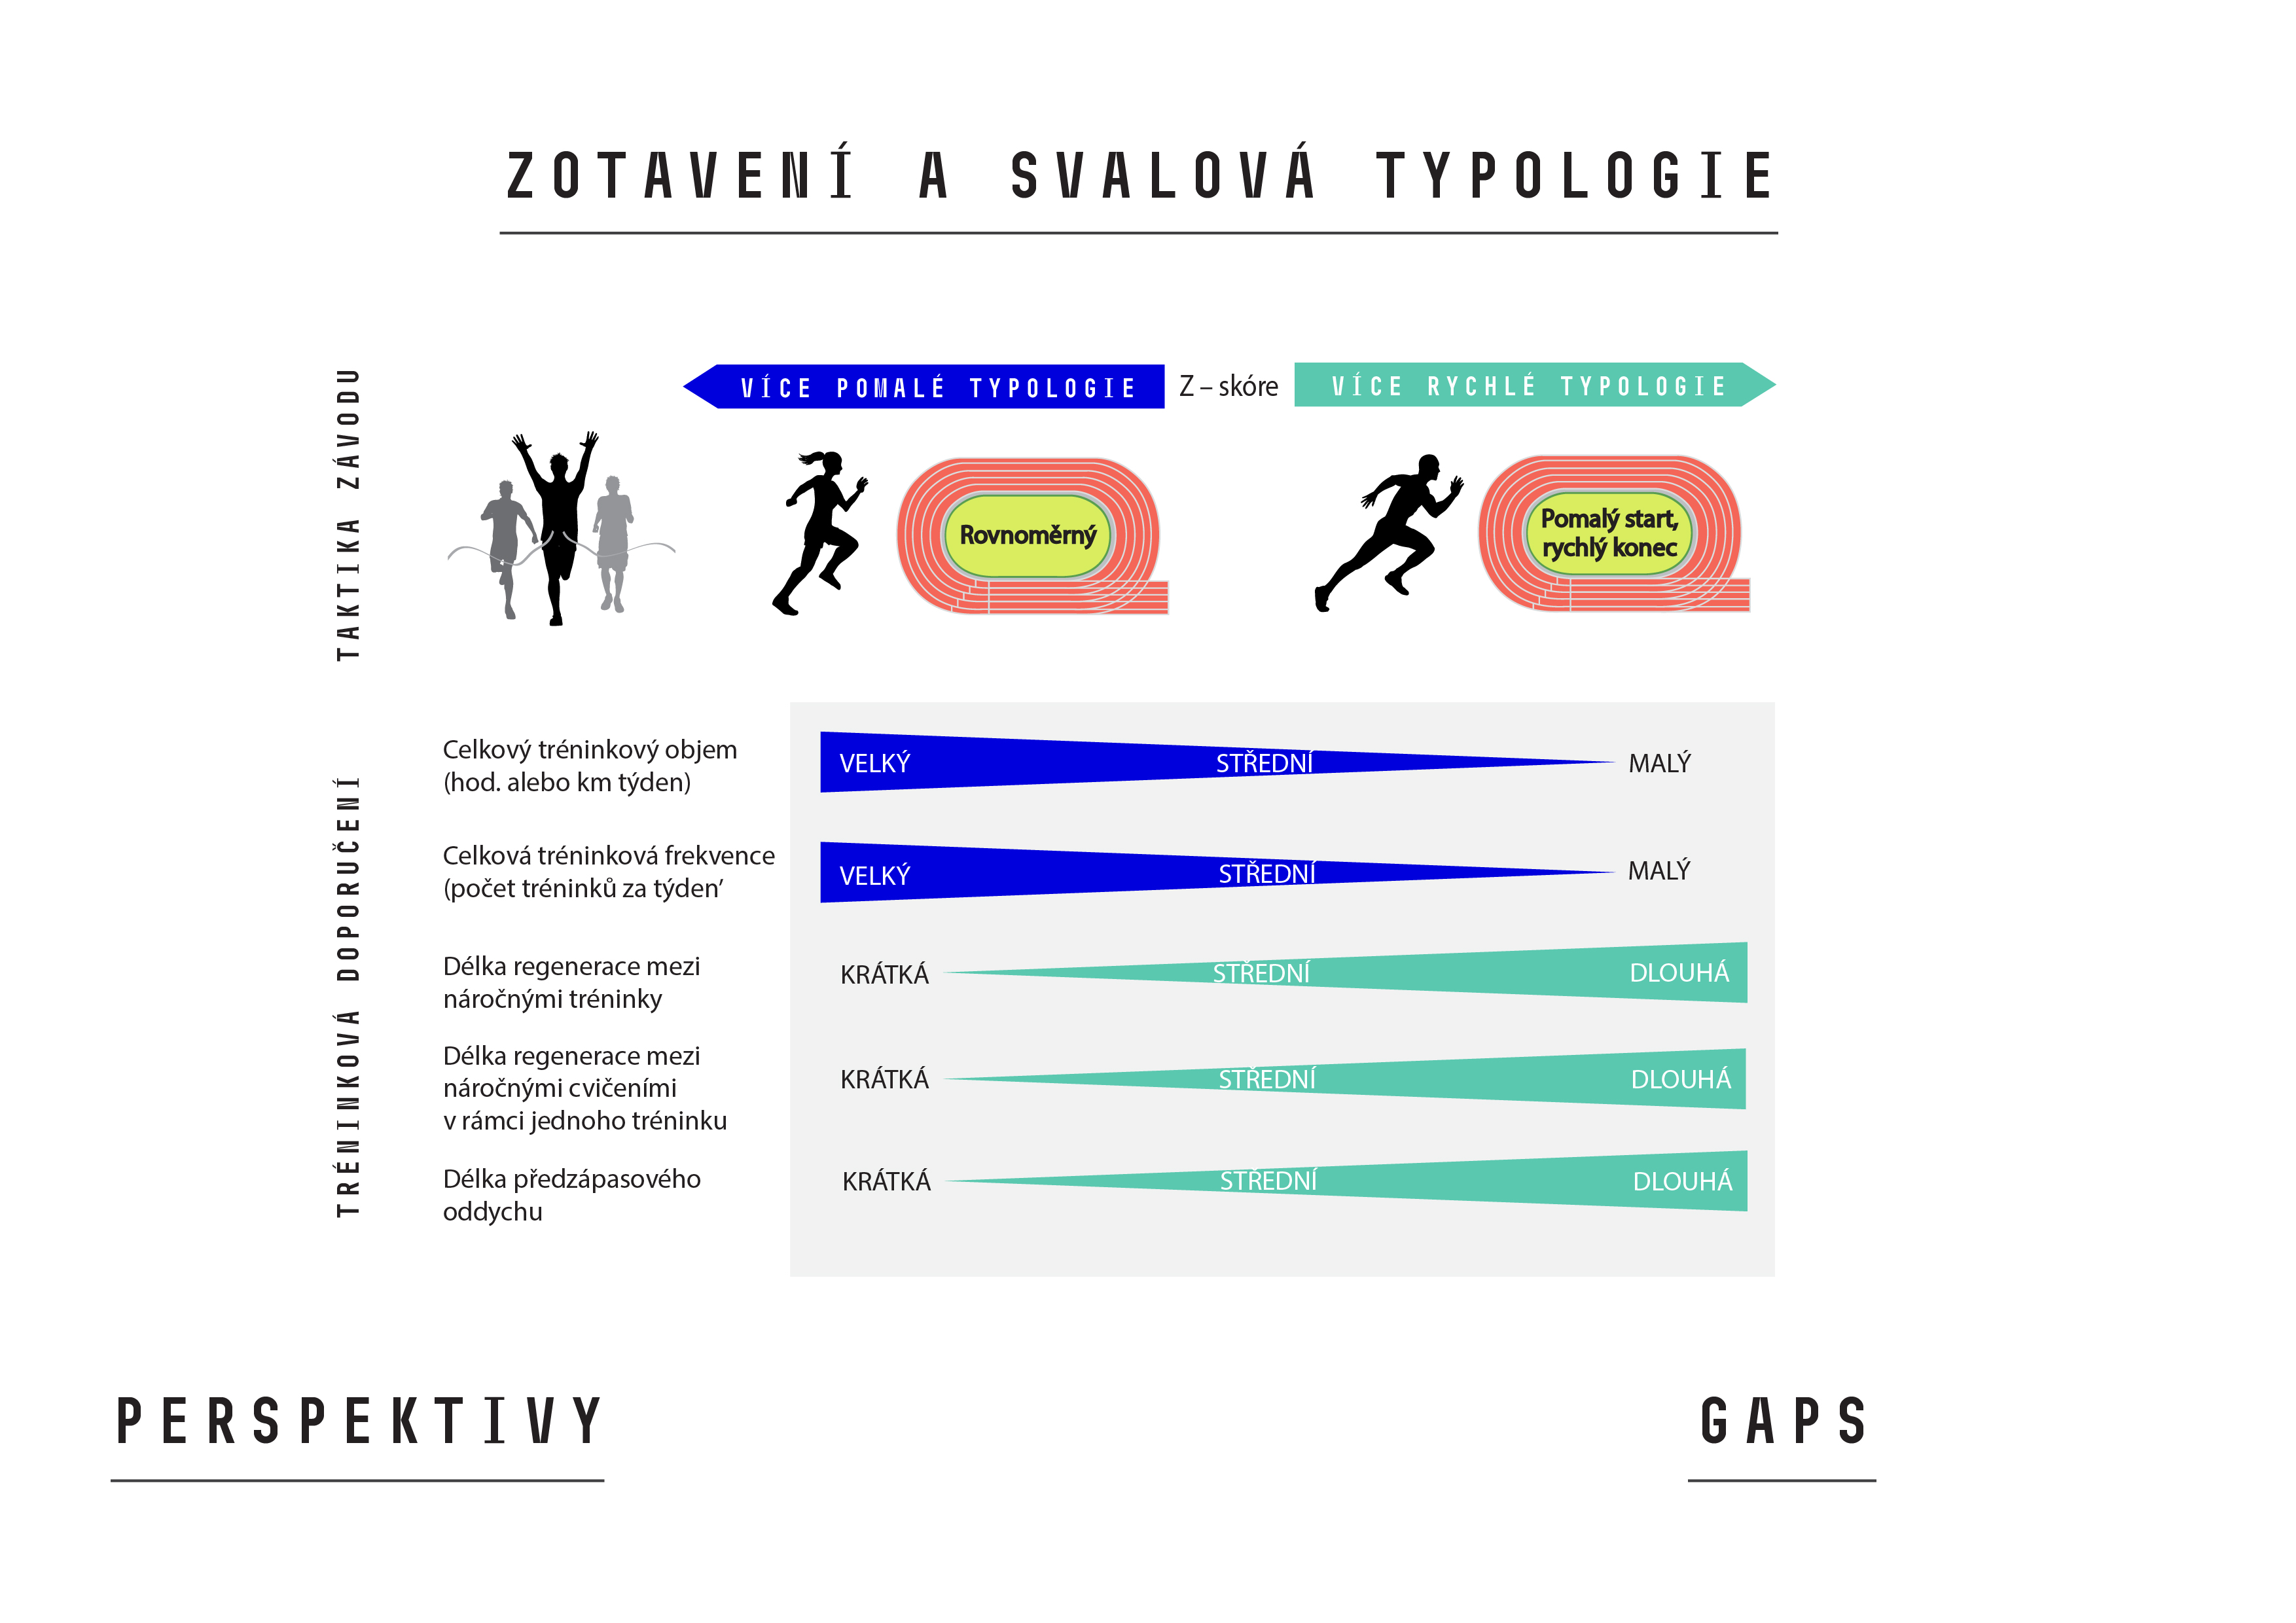 ZOTAVENÍ A SVALOVÁ TYPOLOGIE
TAKTIKA ZÁVODU
VÍCE POMALÉ TYPOLOGIE
Z – skóre
VÍCE RYCHLÉ TYPOLOGIE
Rovnoměrný
Pomalý start,
rychlý konec
TRÉNINKOVÁ DOPORUČENÍ
Celkový tréninkový objem
(hod. alebo km týden)
VELKÝ
STŘEDNÍ
MALÝ
Celková tréninková frekvence
(počet tréninků za týden’
VELKÝ
STŘEDNÍ
MALÝ
Délka regenerace mezi
náročnými tréninky
KRÁTKÁ
STŘEDNÍ
DLOUHÁ
Délka regenerace mezi
náročnými cvičeními
v rámci jednoho tréninku
KRÁTKÁ
STŘEDNÍ
DLOUHÁ
Délka předzápasového
oddychu
KRÁTKÁ
STŘEDNÍ
DLOUHÁ
PERSPEKTIVY
GAPS